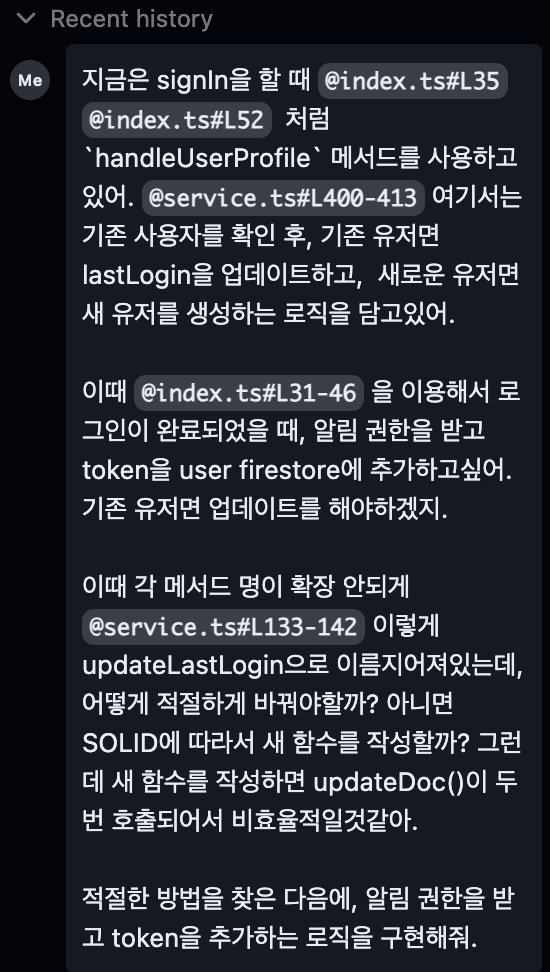 Recent history
Me
지금은 signIn을 할 때 @index.ts#L35
@index.ts#L52 처럼
`handleUserProfile` 메서드를 사용하고
있어. @service.ts#L400-413 여기서는
기존 사용자를 확인 후, 기존 유저면
lastLogin을 업데이트하고, 새로운 유저면
새 유저를 생성하는 로직을 담고있어.
이때 @index.ts#L31-46 을 이용해서 로
그인이 완료되었을 때, 알림 권한을 받고
token을 user firestore에 추가하고싶어.
기존 유저면 업데이트를 해야하겠지.
이때 각 메서드 명이 확장 안되게
@service.ts#L133-142 이렇게
updateLastLogin으로 이름지어져있는데,
어떻게 적절하게 바꿔야할까? 아니면
SOLID에 따라서 새 함수를 작성할까? 그런
데 새 함수를 작성하면 updateDoc()이 두
번 호출되어서 비효율적일것같아.
적절한 방법을 찾은 다음에, 알림 권한을 받
고 token을 추가하는 로직을 구현해줘.